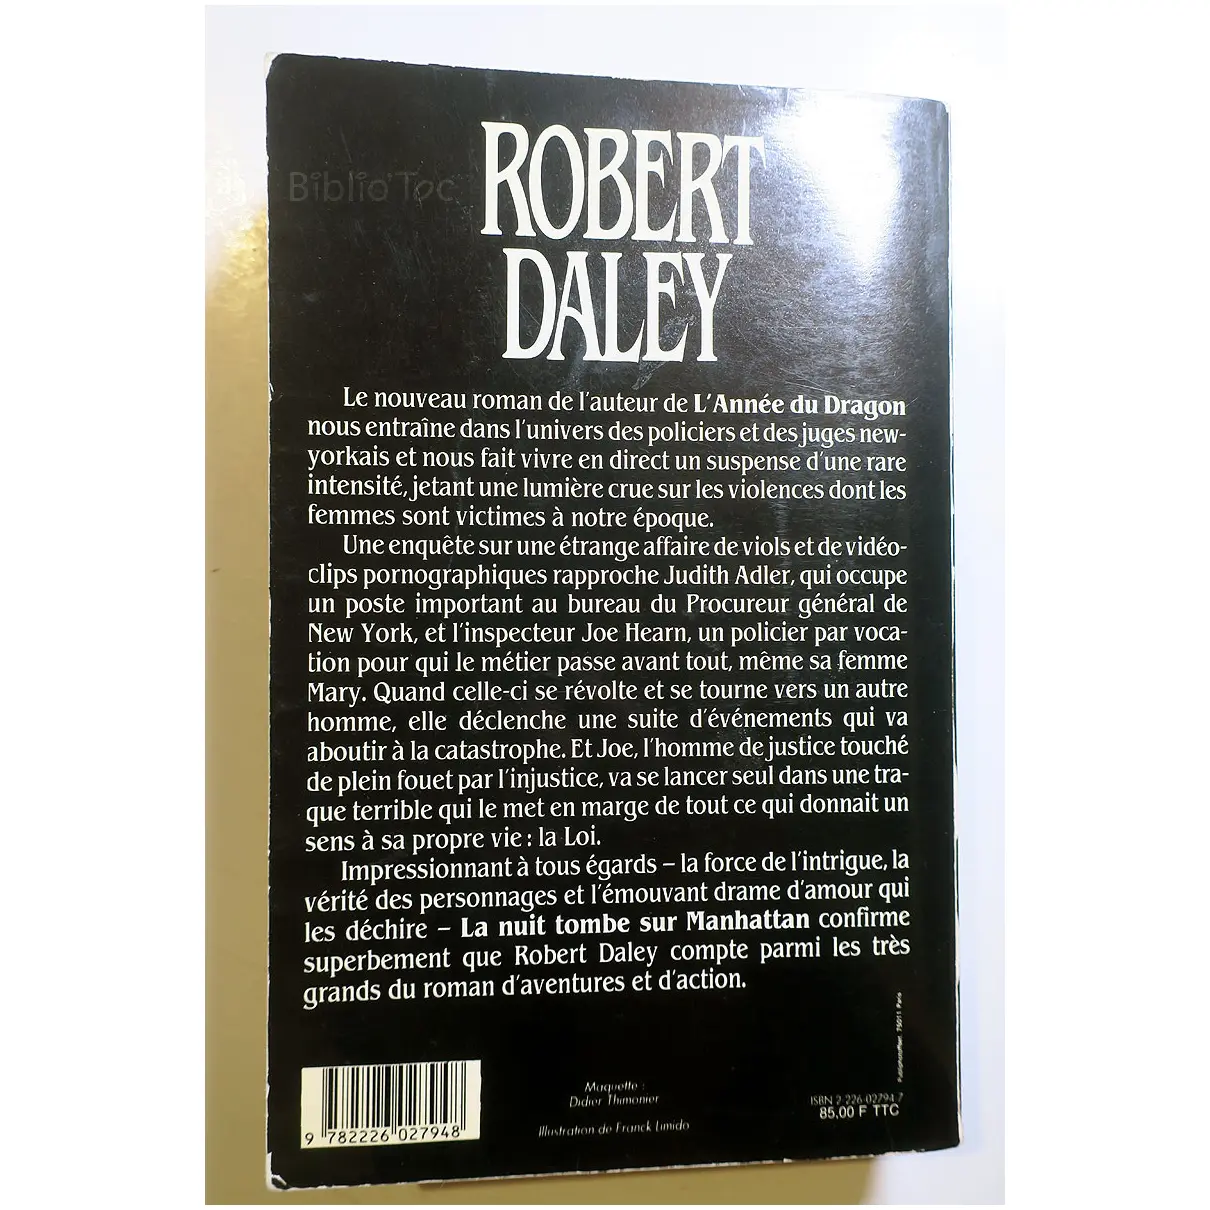 Biblio'Toc
ROBERT
DALEY
Le nouveau roman de l'auteur de L'Année du Dragon
nous entraîne dans l'univers des policiers et des juges new-
yorkais et nous fait vivre en direct un suspense d'une rare
intensité, jetant une lumière crue sur les violences dont les
femmes sont victimes à notre époque.
Une enquête sur une étrange affaire de viols et de vidéo-
clips pornographiques rapproche Judith Adler, qui occupe
un poste important au bureau du Procureur général de
New York, et l'inspecteur Joe Hearn, un policier par voca-
tion pour qui le métier passe avant tout, même sa femme
Mary. Quand celle-ci se révolte et se tourne vers un autre
homme, elle déclenche une suite d'événements qui va
aboutir à la catastrophe. Et Joe, l'homme de justice touché
de plein fouet par l'injustice, va se lancer seul dans une tra-
que terrible qui le met en marge de tout ce qui donnait un
sens à sa propre vie : la Loi.
Impressionnant à tous égards – la force de l'intrigue, la
vérité des personnages et l'émouvant drame d'amour qui
les déchire – La nuit tombe sur Manhattan confirme
superbement que Robert Daley compte parmi les très
grands du roman d'aventures et d'action.
Maquette :
Didier Thimonier
Illustration de Franck Limido
ISBN 2-226-02794-7
85,00 F TTC
9 782226 027948
75011 Paris